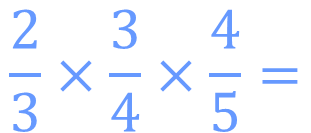 2/3 × 3/4 × 4/5 =